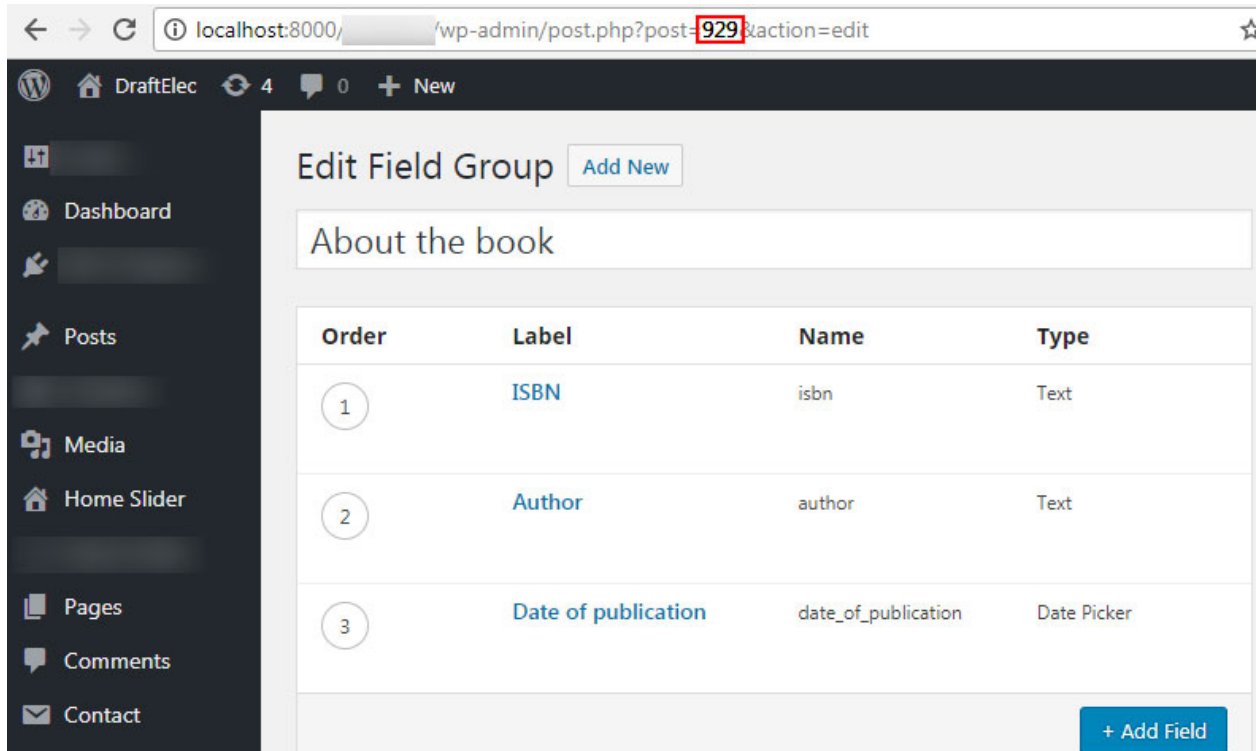 localhost:8000/ /wp-admin/post.php?post=929&action=edit
DraftElec 4 0 + New
Edit Field Group Add New
Dashboard
About the book
Posts
Order Label Name Type
1 ISBN isbn Text
Media
Home Slider
2 Author author Text
Pages
3 Date of publication date_of_publication Date Picker
Comments
Contact
+ Add Field